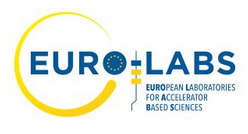 EURO-LABS
EUROPEAN LABORATORIES
FOR ACCELERATOR
BASED SCIENCES